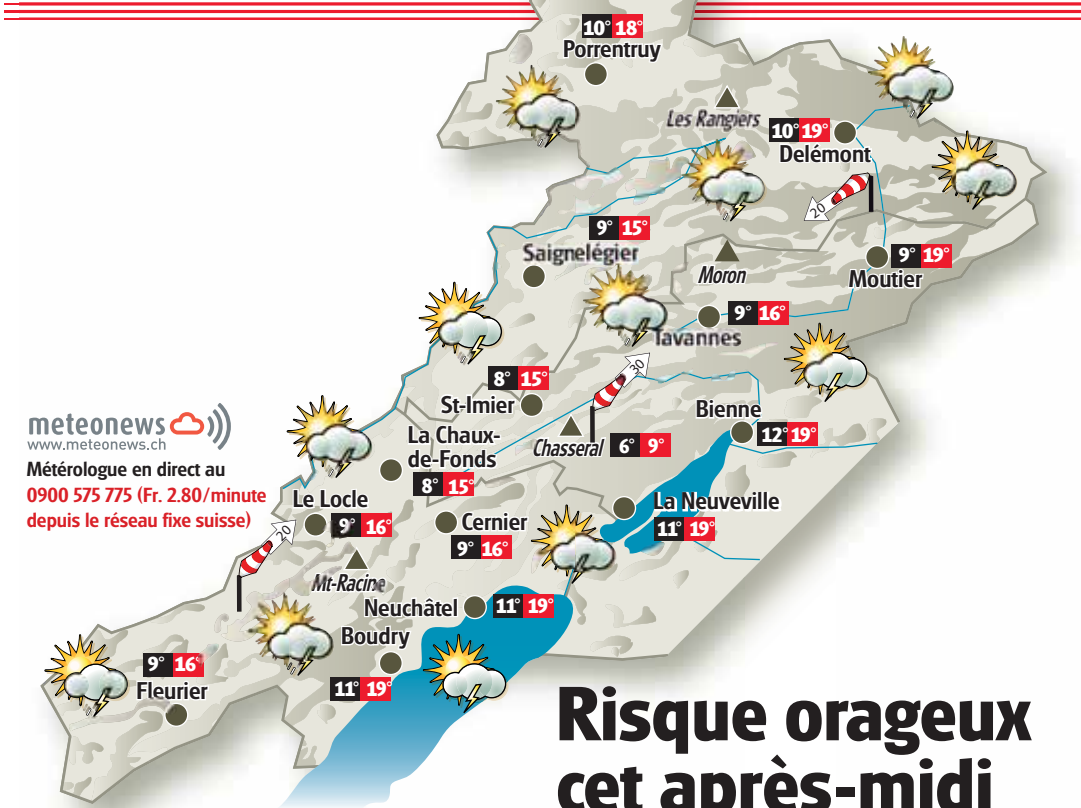 10° 18°
Porrentruy
Les Rangiers
10° 19°
Delémont
20
9° 15°
Saignelégier
Moron
9° 19°
Moutier
9° 16°
Tavannes
30
8° 15°
St-Imier
Bienne
12° 19°
Chasseral 6° 9°
La Chaux-
de-Fonds
8° 15°
meteonews
www.meteonews.ch
Météorologue en direct au
0900 575 775 (Fr. 2.80/minute
depuis le réseau fixe suisse)
Le Locle
9° 16°
20
Cernier
9° 16°
La Neuveville
11° 19°
Mt-Racine
Neuchâtel 11° 19°
Boudry
11° 19°
9° 16°
Fleurier
Risque orageux
cet après-midi